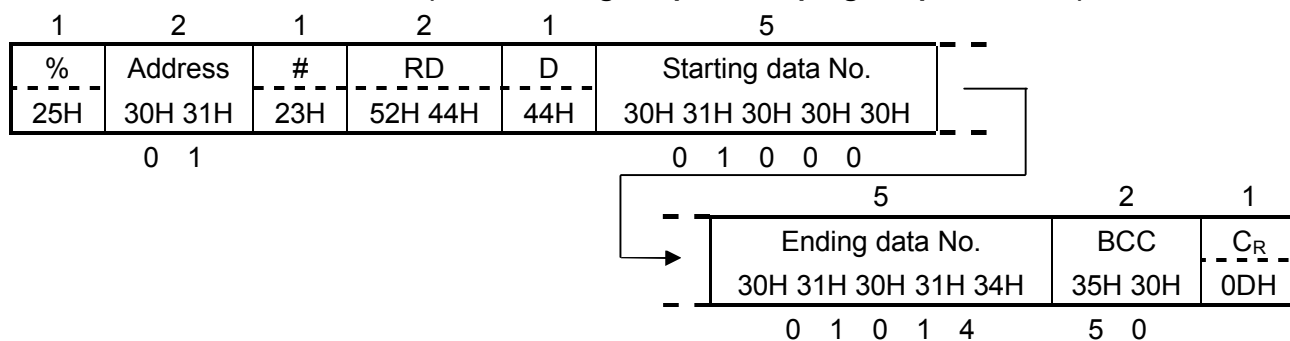 1 2 1 2 1 5
% Address # RD D Starting data No.
25H 30H 31H 23H 52H 44H 44H 30H 31H 30H 30H 30H
0 1 0 1 0 0 0
5 2 1
Ending data No. BCC CR
30H 31H 30H 31H 34H 35H 30H 0DH
0 1 0 1 4 5 0